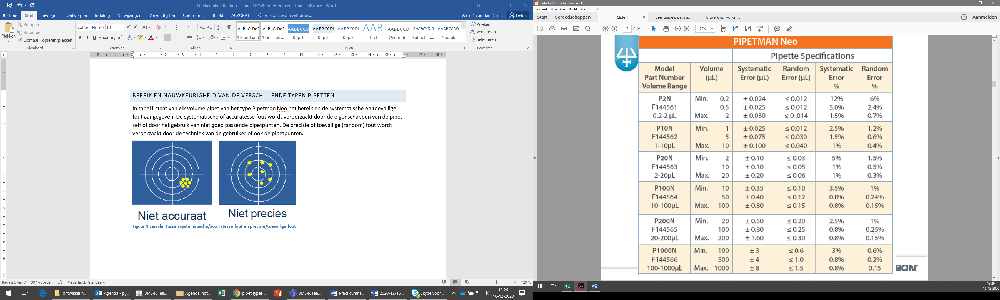 Practicumhandleiding Thema 2 BOVR pipetteren en ijklijn 2020.docx - Word
Bestand Start Invoegen Ontwerpen Indeling Verwijzingen Verzendlijsten Controleren Beeld ACROBAT Geef aan wat u wilt doen... Veek PJ van der, Patricia Delen
Plakken
Knippen
Kopiëren
Opmaak kopiëren/plakken
Klembord
Calibri (Hoof 10
Lettertype
Alinea
AaBbCcDdE AaBbCcDdE AABBCCD AABBCCDI AABBCCDI AAB AABBCCD AaBbCcDdE AABBCCDD
¶ Standaard ¶ Geen afs... Kop 1 Kop 2 Kop 3 Titel Ondertitel Subtiele b... Nadruk
Stijlen
Zoeken
Vervangen
Selecteren
Bewerken
BEREIK EN NAUWKEURIGHEID VAN DE VERSCHILLENDE TYPEN PIPETTEN
In tabel1 staat van elk volume pipet van het type Pipetman Neo het bereik en de systematische en toevallige
fout aangegeven. De systematische of accuratesse fout wordt veroorzaakt door de eigenschappen van de pipet
zelf of door het gebruik van niet goed passende pipetpunten. De precisie of toevallige (random) fout wordt
veroorzaakt door de techniek van de gebruiker of ook de pipetpunten.
Niet accuraat
Niet precies
Figuur 3 verschil tussen systematische/accuratesse fout en precisie/toevallige fout
Pagina 5 van 7 397 woorden Nederlands (standaard) 129 %
ontwikkelin... Agenda - p.j... BML-R Tea... Agenda, not... pipet types ... BML-R Tea... Practicumha... 2020-12-16 ... Skype voor ...
13:26
16-12-2020
Slide 1 - Adobe Acrobat Pro DC
Bestand Bewerken Beeld Venster Help
Start Gereedschappen Slide 1 user guide pipetma... Uitwerking worksh... Aanmelden
7 / 36 107%
PIPETMAN Neo
Pipette Specifications
Model Volume Systematic Random Systematic Random
Part Number (µL) Error (µL) Error (µL) Error Error
Volume Range % %
P2N Min. 0.2 ± 0.024 ≤ 0.012 12% 6%
F144561 0.5 ± 0.025 ≤ 0.012 5.0% 2.4%
0.2-2 µL Max. 2 ± 0.030 ≤ 0 .014 1.5% 0.7%
P10N Min. 1 ± 0.025 ≤ 0.012 2.5% 1.2%
F144562 5 ± 0.075 ≤ 0.030 1.5% 0.6%
1-10µL Max. 10 ± 0.100 ≤ 0.040 1% 0.4%
P20N Min. 2 ± 0.10 ≤ 0.03 5% 1.5%
F144563 10 ± 0.10 ≤ 0.05 1% 0.5%
2-20µL Max. 20 ± 0.20 ≤ 0.06 1% 0.3%
P100N Min. 10 ± 0.35 ≤ 0.10 3.5% 1%
F144564 50 ± 0.40 ≤ 0.12 0.8% 0.24%
10-100µL Max. 100 ± 0.80 ≤ 0.15 0.8% 0.15%
P200N Min. 20 ± 0.50 ≤ 0.20 2.5% 1%
F144565 100 ± 0.80 ≤ 0.25 0.8% 0.25%
20-200µL Max. 200 ± 1.60 ≤ 0.30 0.8% 0.15%
P1000N Min. 100 ± 3 ≤ 0.6 3% 0.6%
F144566 500 ± 4 ≤ 1.0 0.8% 0.2%
100-1000µL Max. 1000 ± 8 ≤ 1.5 0.8% 0.15
SON
13:26
16-12-2020